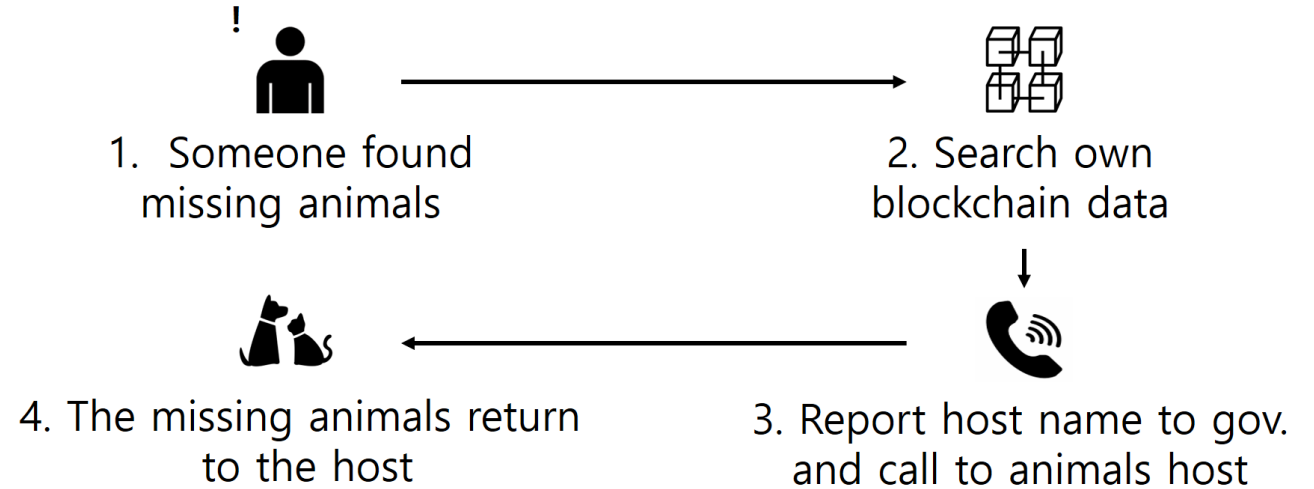 !
1. Someone found
missing animals
2. Search own
blockchain data
3. Report host name to gov.
and call to animals host
4. The missing animals return
to the host